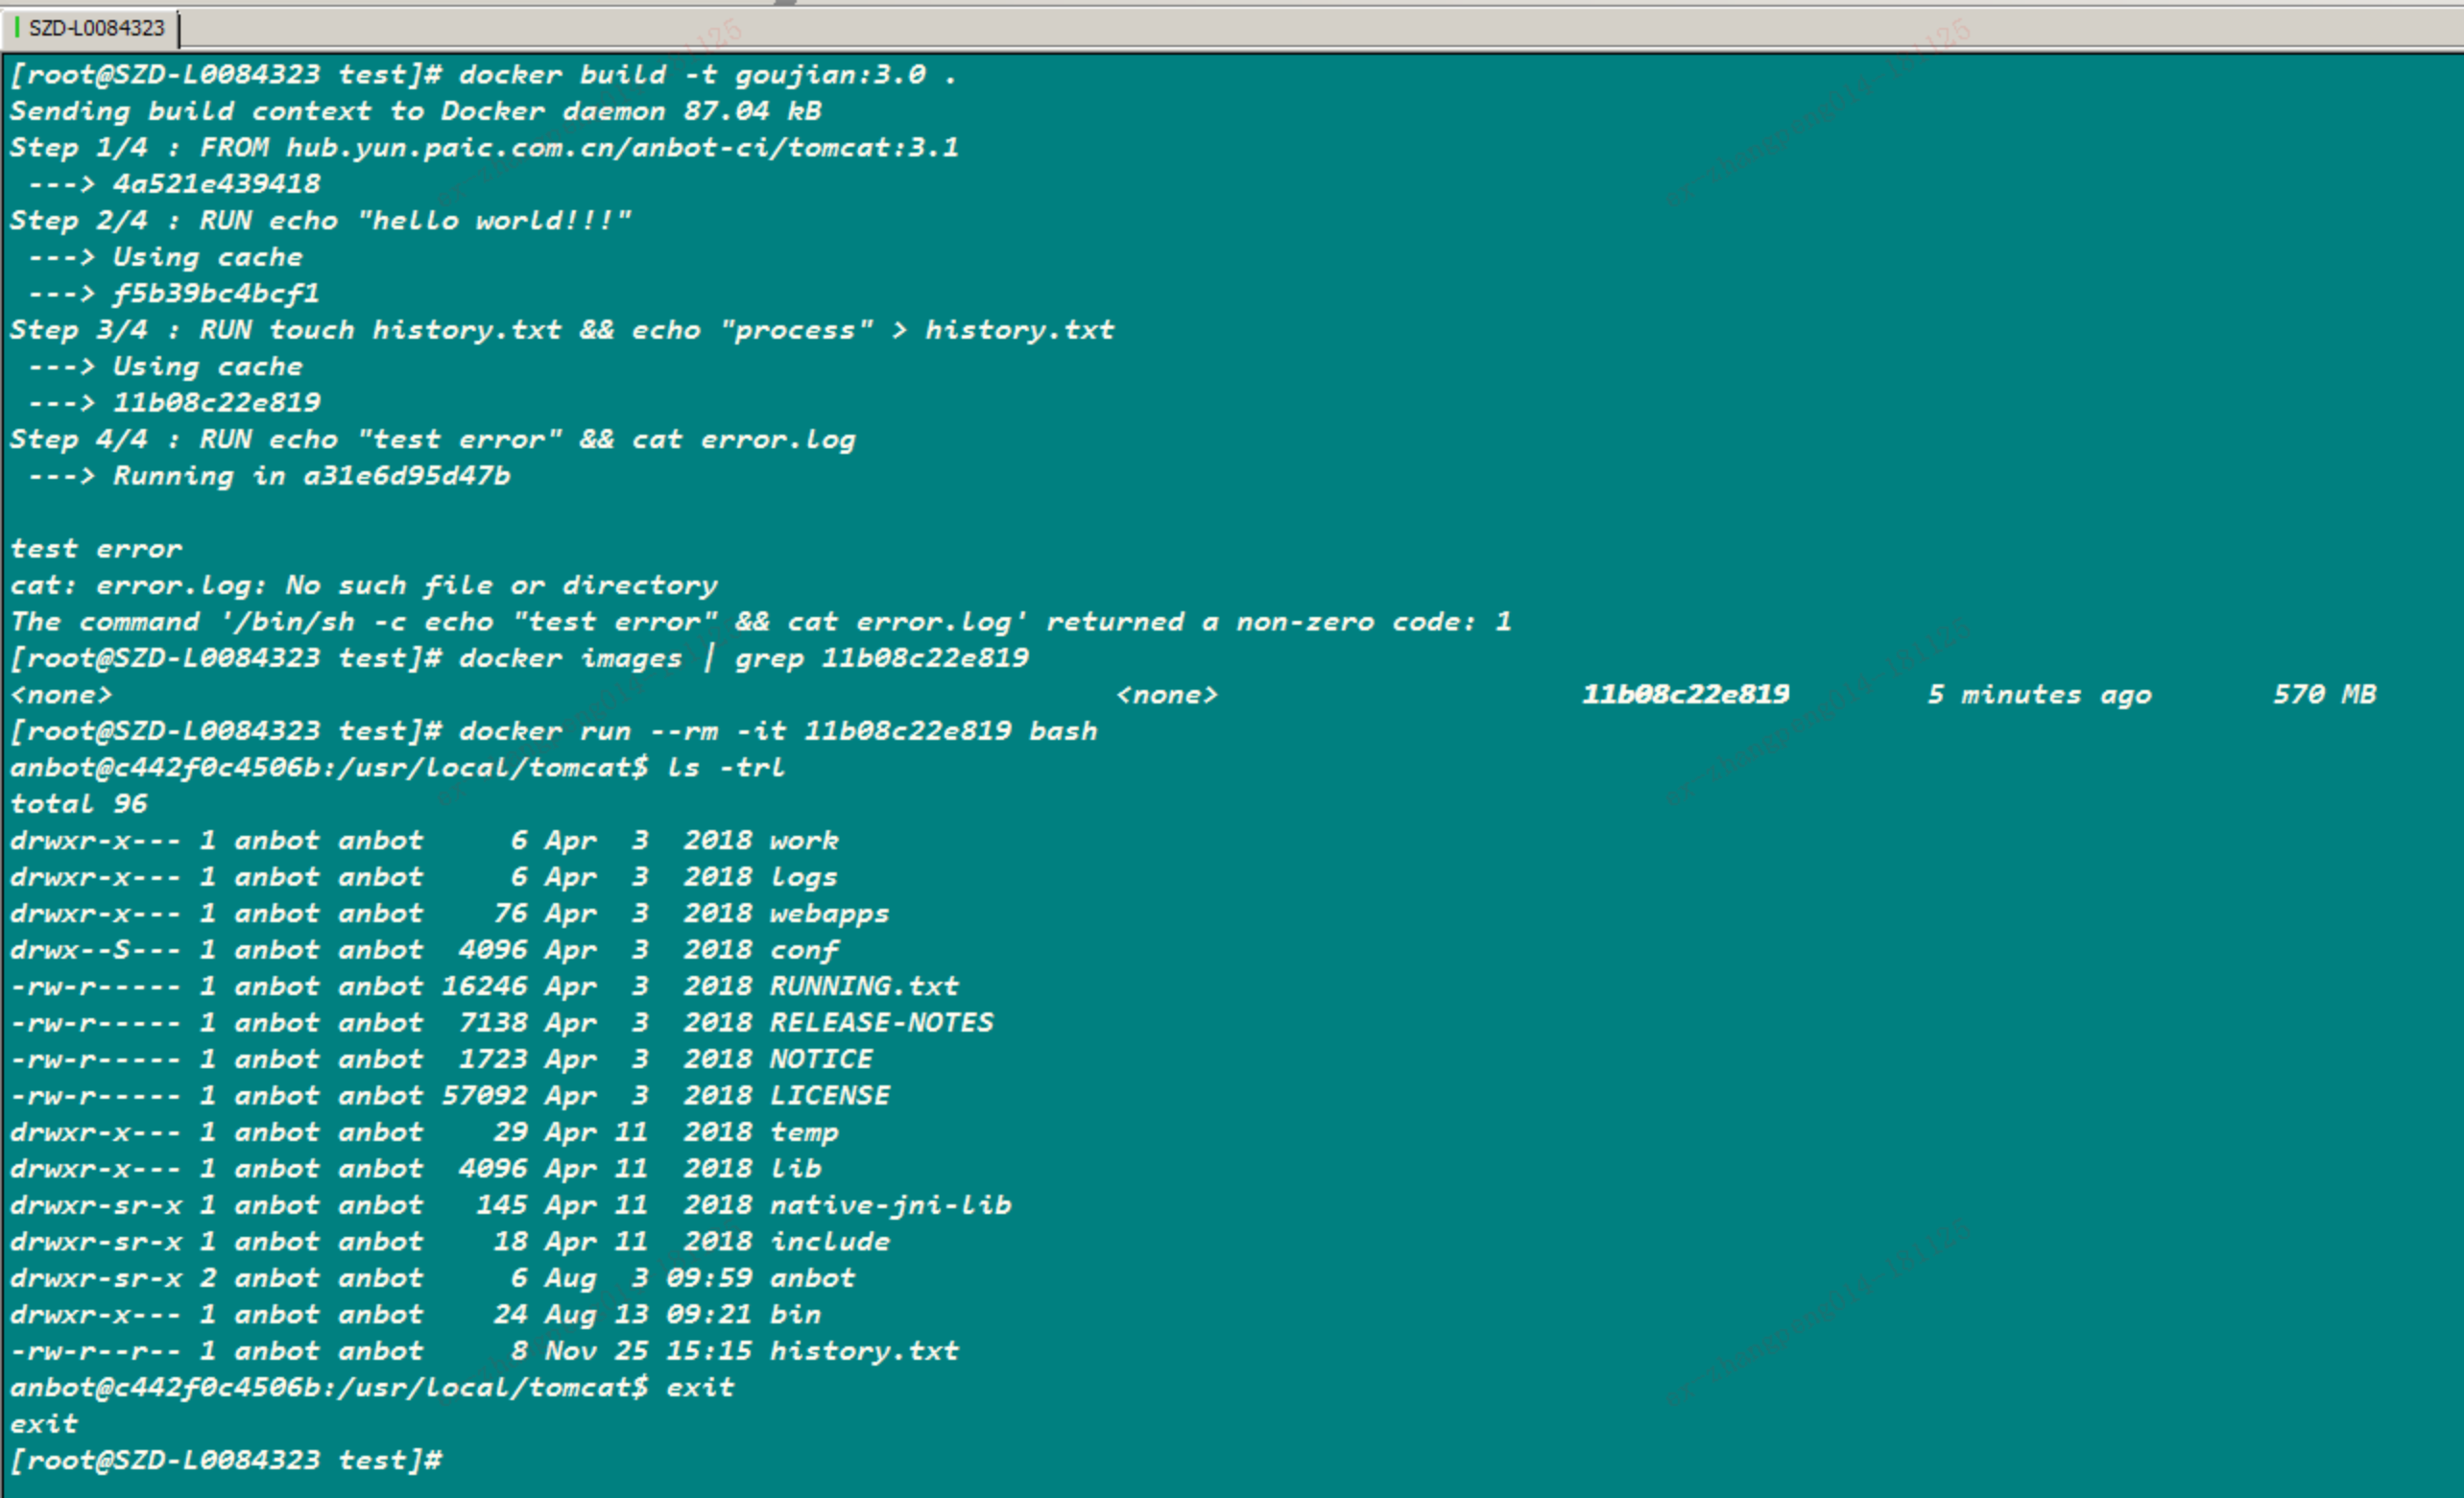 SZD-L0084323
[root@SZD-L0084323 test]# docker build -t goujian:3.0 .
Sending build context to Docker daemon 87.04 kB
Step 1/4 : FROM hub.yun.paic.com.cn/anbot-ci/tomcat:3.1
 ---> 4a521e439418
Step 2/4 : RUN echo "hello world!!!"
 ---> Using cache
 ---> f5b39bc4bcf1
Step 3/4 : RUN touch history.txt && echo "process" > history.txt
 ---> Using cache
 ---> 11b08c22e819
Step 4/4 : RUN echo "test error" && cat error.log
 ---> Running in a31e6d95d47b
test error
cat: error.log: No such file or directory
The command '/bin/sh -c echo "test error" && cat error.log' returned a non-zero code: 1
[root@SZD-L0084323 test]# docker images | grep 11b08c22e819
<none> <none> 11b08c22e819 5 minutes ago 570 MB
[root@SZD-L0084323 test]# docker run --rm -it 11b08c22e819 bash
anbot@c442f0c4506b:/usr/local/tomcat$ ls -trl
total 96
drwxr-x--- 1 anbot anbot     6 Apr  3  2018 work
drwxr-x--- 1 anbot anbot     6 Apr  3  2018 logs
drwxr-x--- 1 anbot anbot    76 Apr  3  2018 webapps
drwx--S--- 1 anbot anbot  4096 Apr  3  2018 conf
-rw-r----- 1 anbot anbot 16246 Apr  3  2018 RUNNING.txt
-rw-r----- 1 anbot anbot  7138 Apr  3  2018 RELEASE-NOTES
-rw-r----- 1 anbot anbot  1723 Apr  3  2018 NOTICE
-rw-r----- 1 anbot anbot 57092 Apr  3  2018 LICENSE
drwxr-x--- 1 anbot anbot    29 Apr 11  2018 temp
drwxr-x--- 1 anbot anbot  4096 Apr 11  2018 lib
drwxr-sr-x 1 anbot anbot   145 Apr 11  2018 native-jni-lib
drwxr-sr-x 1 anbot anbot    18 Apr 11  2018 include
drwxr-sr-x 2 anbot anbot     6 Aug  3 09:59 anbot
drwxr-x--- 1 anbot anbot    24 Aug 13 09:21 bin
-rw-r--r-- 1 anbot anbot     8 Nov 25 15:15 history.txt
anbot@c442f0c4506b:/usr/local/tomcat$ exit
exit
[root@SZD-L0084323 test]#